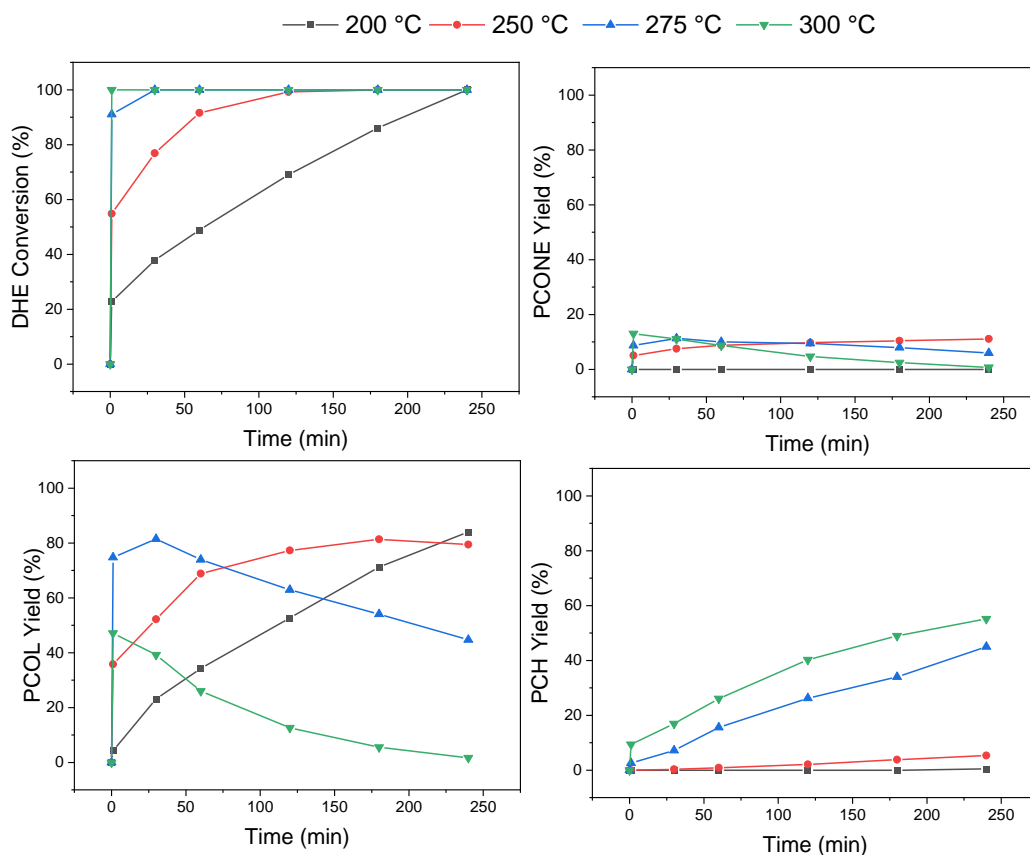 200 °C 250 °C 275 °C 300 °C
100
80
60
40
20
0
DHE Conversion (%)
0 50 100 150 200 250
Time (min)
100
80
60
40
20
0
PCONE Yield (%)
0 50 100 150 200 250
Time (min)
100
80
60
40
20
0
PCOL Yield (%)
0 50 100 150 200 250
Time (min)
100
80
60
40
20
0
PCH Yield (%)
0 50 100 150 200 250
Time (min)